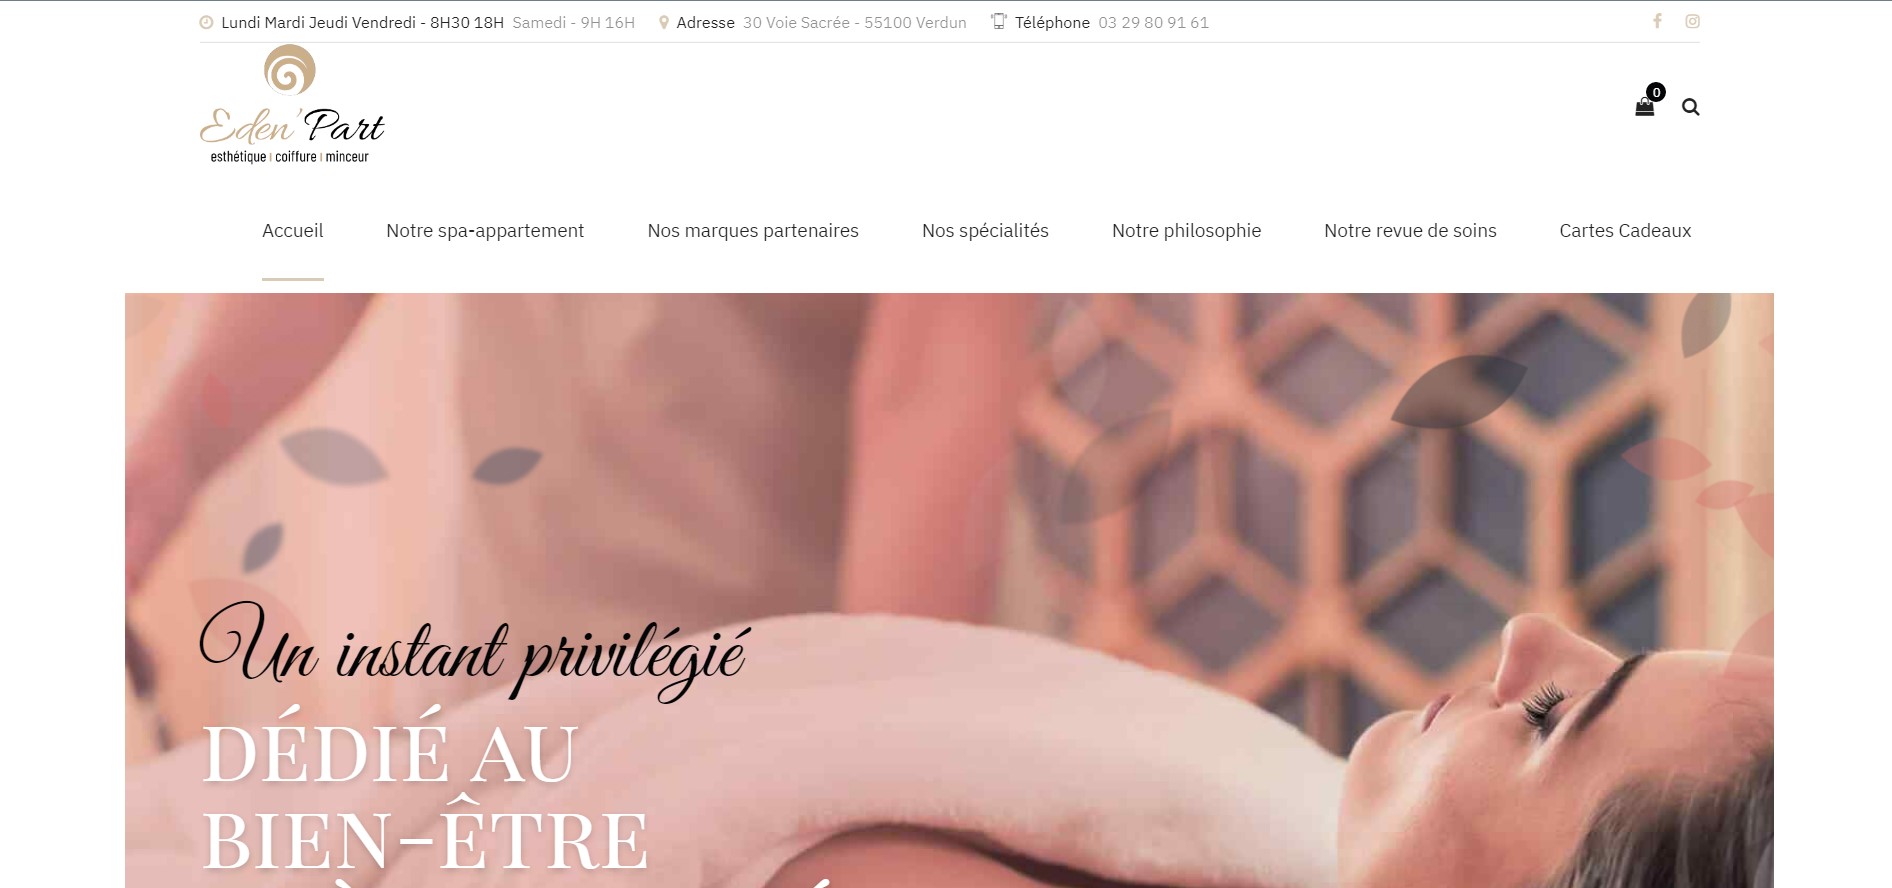 Lundi Mardi Jeudi Vendredi - 8H30 18H Samedi - 9H 16H Adresse 30 Voie Sacrée - 55100 Verdun Téléphone 03 29 80 91 61
0
Eden'Part
esthétique | coiffure | minceur
Accueil Notre spa-appartement Nos marques partenaires Nos spécialités Notre philosophie Notre revue de soins Cartes Cadeaux
Un instant privilégié
DÉDIÉ AU
BIEN-ÊTRE